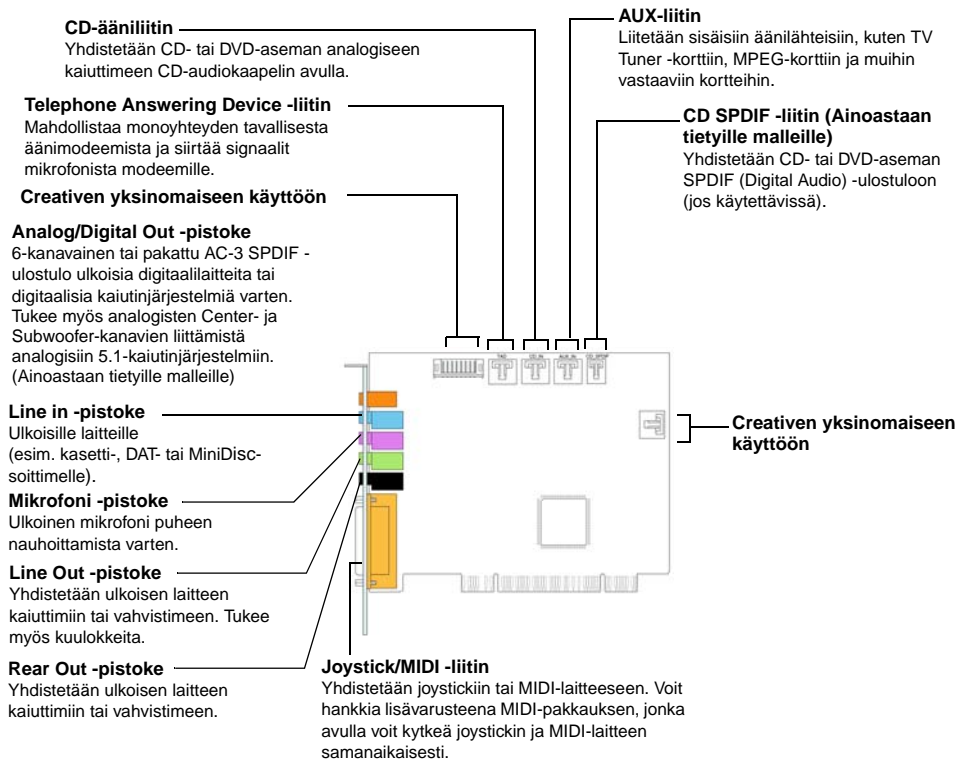 CD-ääniliitin
Yhdistetään CD- tai DVD-aseman analogiseen
kaiuttimeen CD-audiokaapelin avulla.
AUX-liitin
Liitetään sisäisiin äänilähteisiin, kuten TV
Tuner -korttiin, MPEG-korttiin ja muihin
vastaaviin kortteihin.
Telephone Answering Device -liitin
Mahdollistaa monoyhteyden tavallisesta
äänimodeemista ja siirtää signaalit
mikrofonista modeemille.
CD SPDIF -liitin (Ainoastaan
tietyille malleille)
Yhdistetään CD- tai DVD-aseman
SPDIF (Digital Audio) -ulostuloon
(jos käytettävissä).
Creativen yksinomaiseen käyttöön
Analog/Digital Out -pistoke
6-kanavainen tai pakattu AC-3 SPDIF -
ulostulo ulkoisia digitaalilaitteita tai
digitaalisia kaiutinjärjestelmiä varten.
Tukee myös analogisten Center- ja
Subwoofer-kanavien liittämistä
analogisiin 5.1-kaiutinjärjestelmiin.
(Ainoastaan tietyille malleille)
TAD CD_IN AUX_IN CD_SPDIF
Line in -pistoke
Ulkoisille laitteille
(esim. kasetti-, DAT- tai MiniDisc-
soittimelle).
Creativen yksinomaiseen
käyttöön
Mikrofoni -pistoke
Ulkoinen mikrofoni puheen
nauhoittamista varten.
Line Out -pistoke
Yhdistetään ulkoisen laitteen
kaiuttimiin tai vahvistimeen. Tukee
myös kuulokkeita.
Rear Out -pistoke
Yhdistetään ulkoisen laitteen
kaiuttimiin tai vahvistimeen.
Joystick/MIDI -liitin
Yhdistetään joystickiin tai MIDI-laitteeseen. Voit
hankkia lisävarusteena MIDI-pakkauksen, jonka
avulla voit kytkeä joystickin ja MIDI-laitteen
samanaikaisesti.